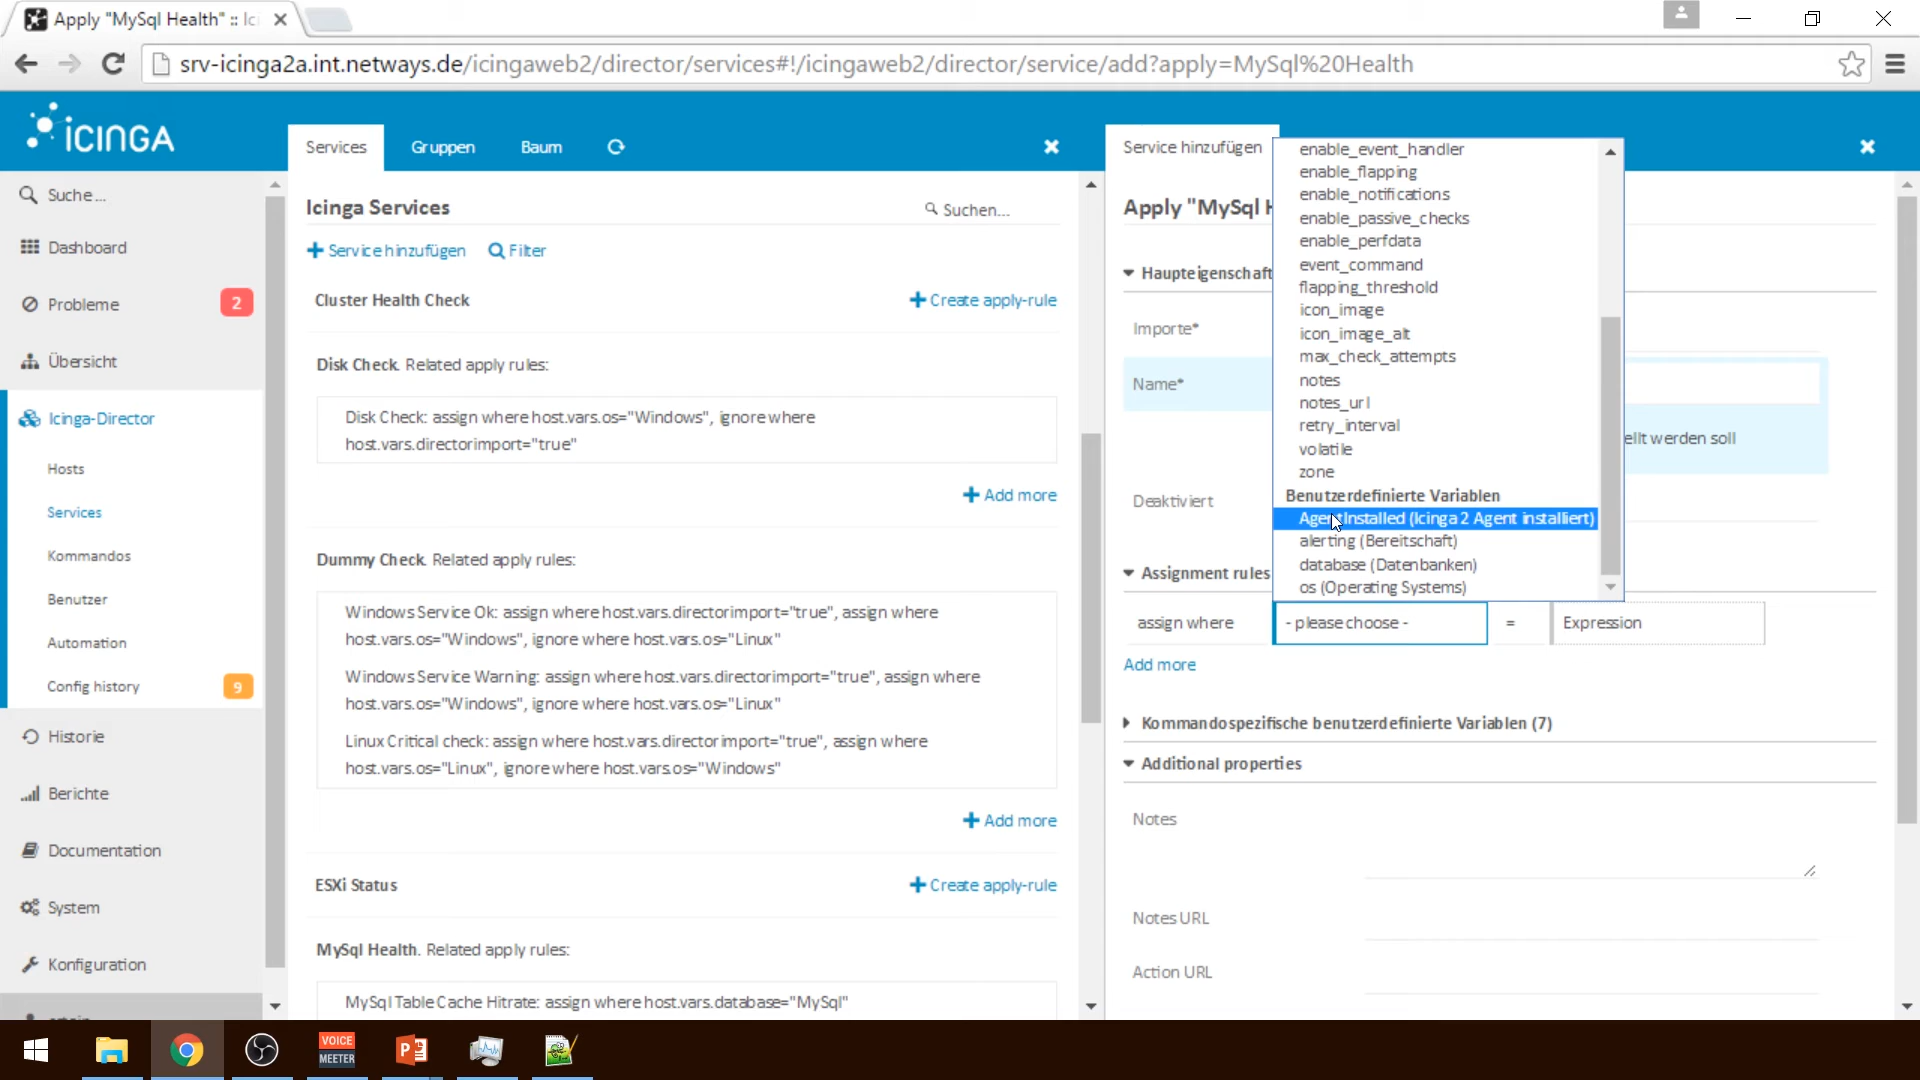 Apply "MySql Health" :: Ici
srv-icinga2a.int.netways.de/icingaweb2/director/services#!/icingaweb2/director/service/add?apply=MySql%20Health
icinga
Suche ...
Dashboard
Probleme
2
Übersicht
Icinga-Director
Hosts
Services
Kommandos
Benutzer
Automation
Config history
9
Historie
Berichte
Documentation
System
Konfiguration
Services
Gruppen
Baum
Icinga Services
Suchen...
Service hinzufügen
Filter
Cluster Health Check
Create apply-rule
Disk Check. Related apply rules:
Disk Check: assign where host.vars.os="Windows", ignore where
host.vars.directorimport="true"
Add more
Dummy Check. Related apply rules:
Windows Service Ok: assign where host.vars.directorimport="true", assign where
host.vars.os="Windows", ignore where host.vars.os="Linux"
Windows Service Warning: assign where host.vars.directorimport="true", assign where
host.vars.os="Windows", ignore where host.vars.os="Linux"
Linux Critical check: assign where host.vars.directorimport="true", assign where
host.vars.os="Linux", ignore where host.vars.os="Windows"
Add more
ESXi Status
Create apply-rule
MySql Health. Related apply rules:
MySql Table Cache Hitrate: assign where host.vars.database="MySql"
Service hinzufügen
Apply "MySql H
Haupteigenschaft
Importe*
Name*
ellt werden soll
Deaktiviert
Assignment rules
enable_event_handler
enable_flapping
enable_notifications
enable_passive_checks
enable_perfdata
event_command
flapping_threshold
icon_image
icon_image_alt
max_check_attempts
notes
notes_url
retry_interval
volatile
zone
Benutzerdefinierte Variablen
AgentInstalled (Icinga 2 Agent installiert)
alerting (Bereitschaft)
database (Datenbanken)
os (Operating Systems)
assign where
- please choose -
=
Expression
Add more
Kommandospezifische benutzerdefinierte Variablen (7)
Additional properties
Notes
Notes URL
Action URL
VOICE
MEETER